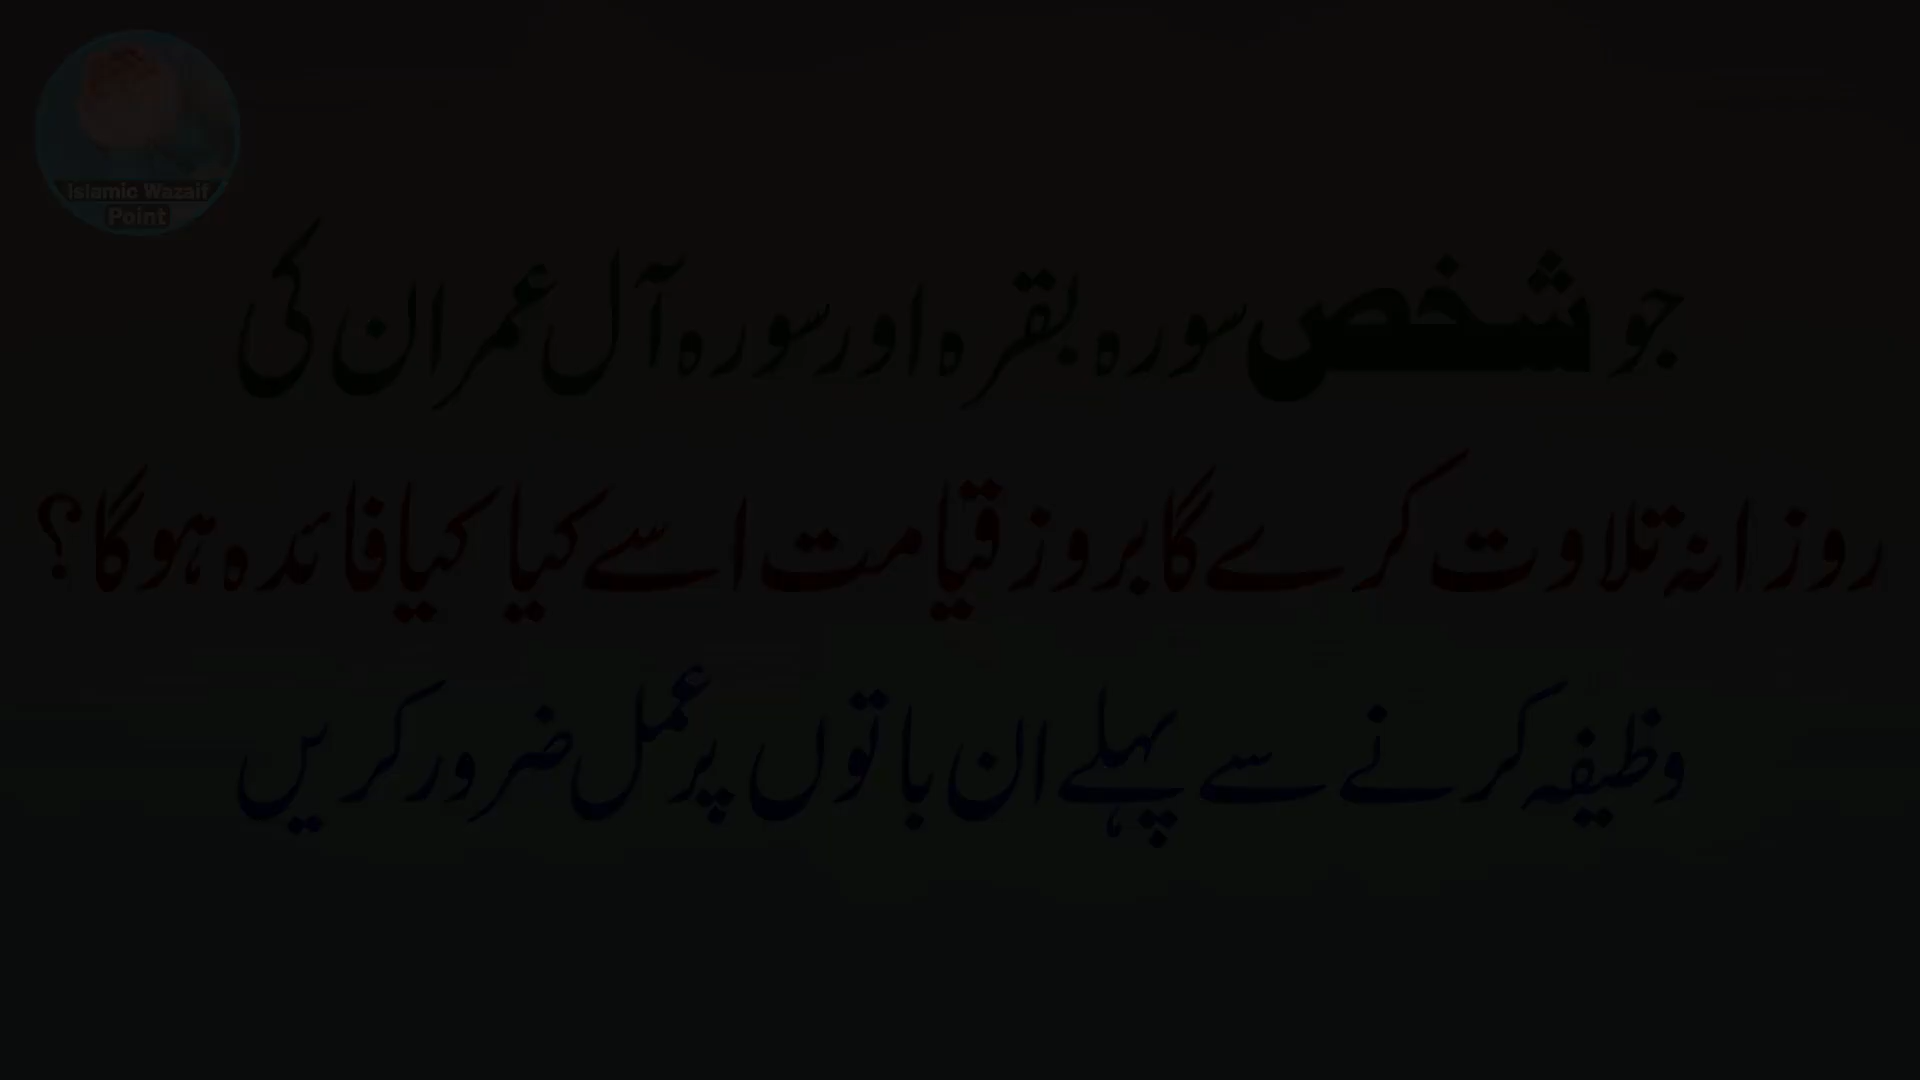 Islamic Wazaif
Point
جو شخص سورہ بقرہ اور سورہ آل عمران کی
روزانہ تلاوت کرے گا بروز قیامت اسے کیا کیا فائدہ ہو گا؟
وظیفہ کرنے سے پہلے ان باتوں پر عمل ضرور کریں